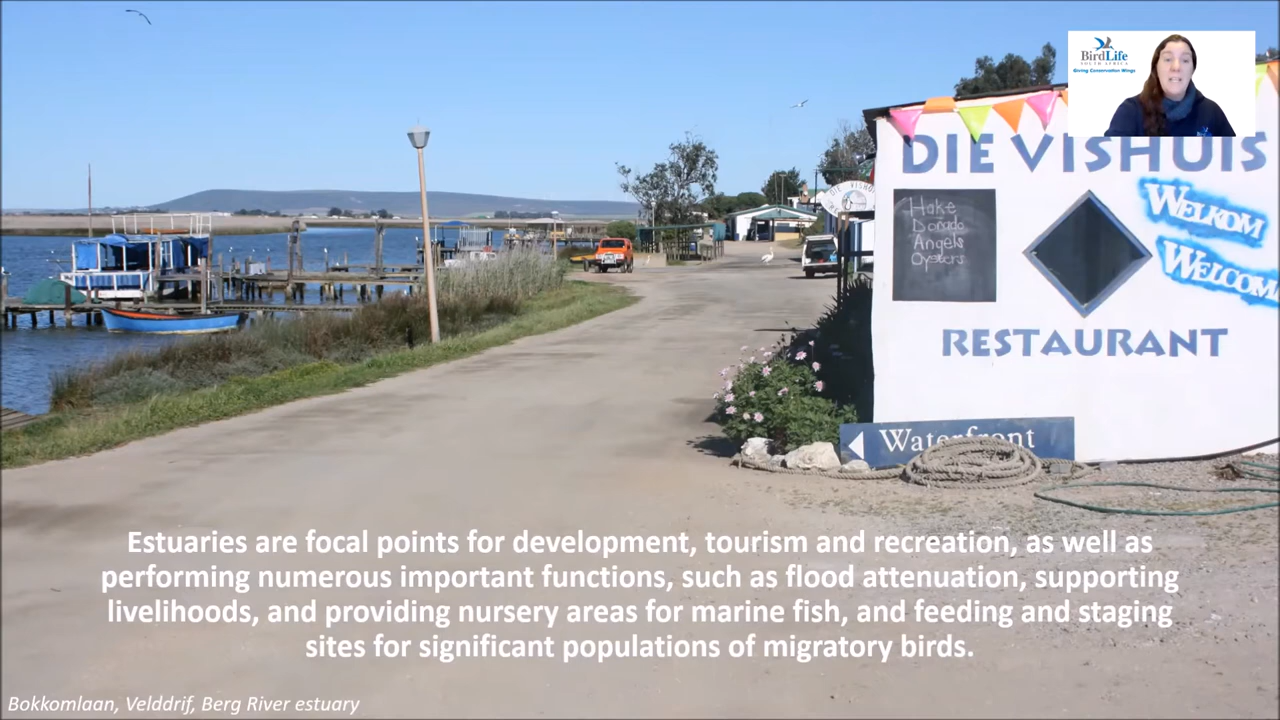 BirdLife
SOUTH AFRICA
Giving Conservation Wings
DIE VISHUIS
DIE VISHUIS
Hake
Dorado
Angels
Oysters
WELKOM
WELCOME
RESTAURANT
Waterfront
Estuaries are focal points for development, tourism and recreation, as well as
performing numerous important functions, such as flood attenuation, supporting
livelihoods, and providing nursery areas for marine fish, and feeding and staging
sites for significant populations of migratory birds.
Bokkomlaan, Velddrif, Berg River estuary